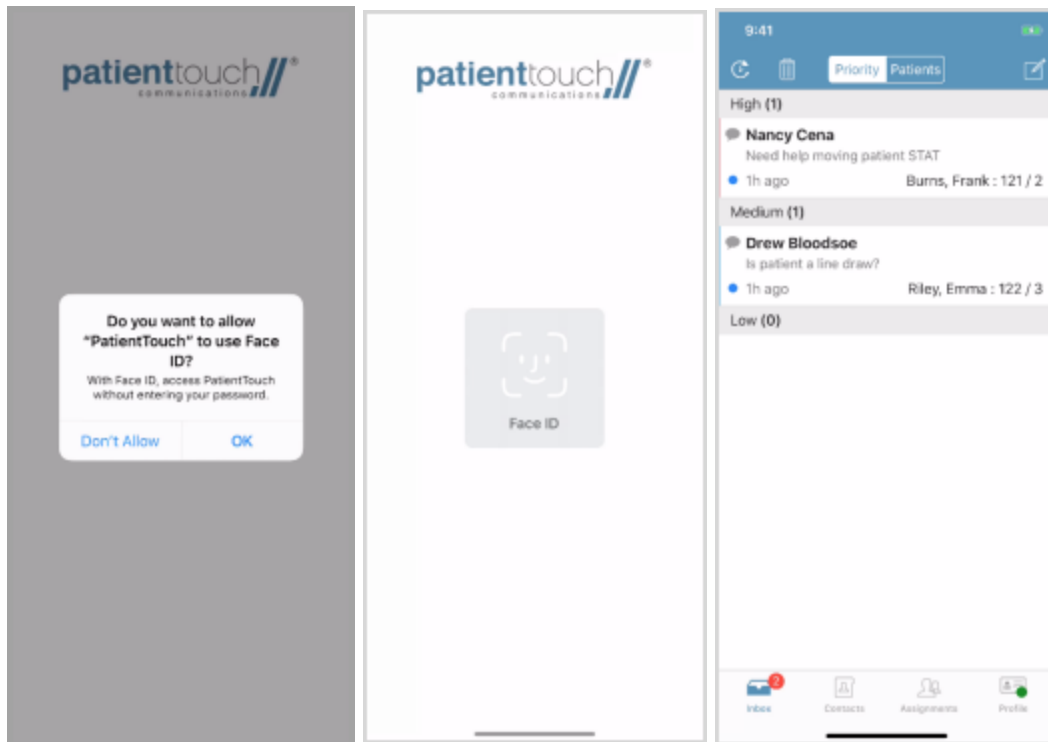 patienttouch®
communications
Do you want to allow
“PatientTouch” to use Face
ID?
With Face ID, access PatientTouch
without entering your password.
Don't Allow
OK
patienttouch®
communications
Face ID
9:41
Priority
Patients
High (1)
Nancy Cena
Need help moving patient STAT
1h ago
Burns, Frank : 121 / 2
Medium (1)
Drew Bloodsoe
Is patient a line draw?
1h ago
Riley, Emma : 122 / 3
Low (0)
2
Inbox
Contacts
Assignments
Profile